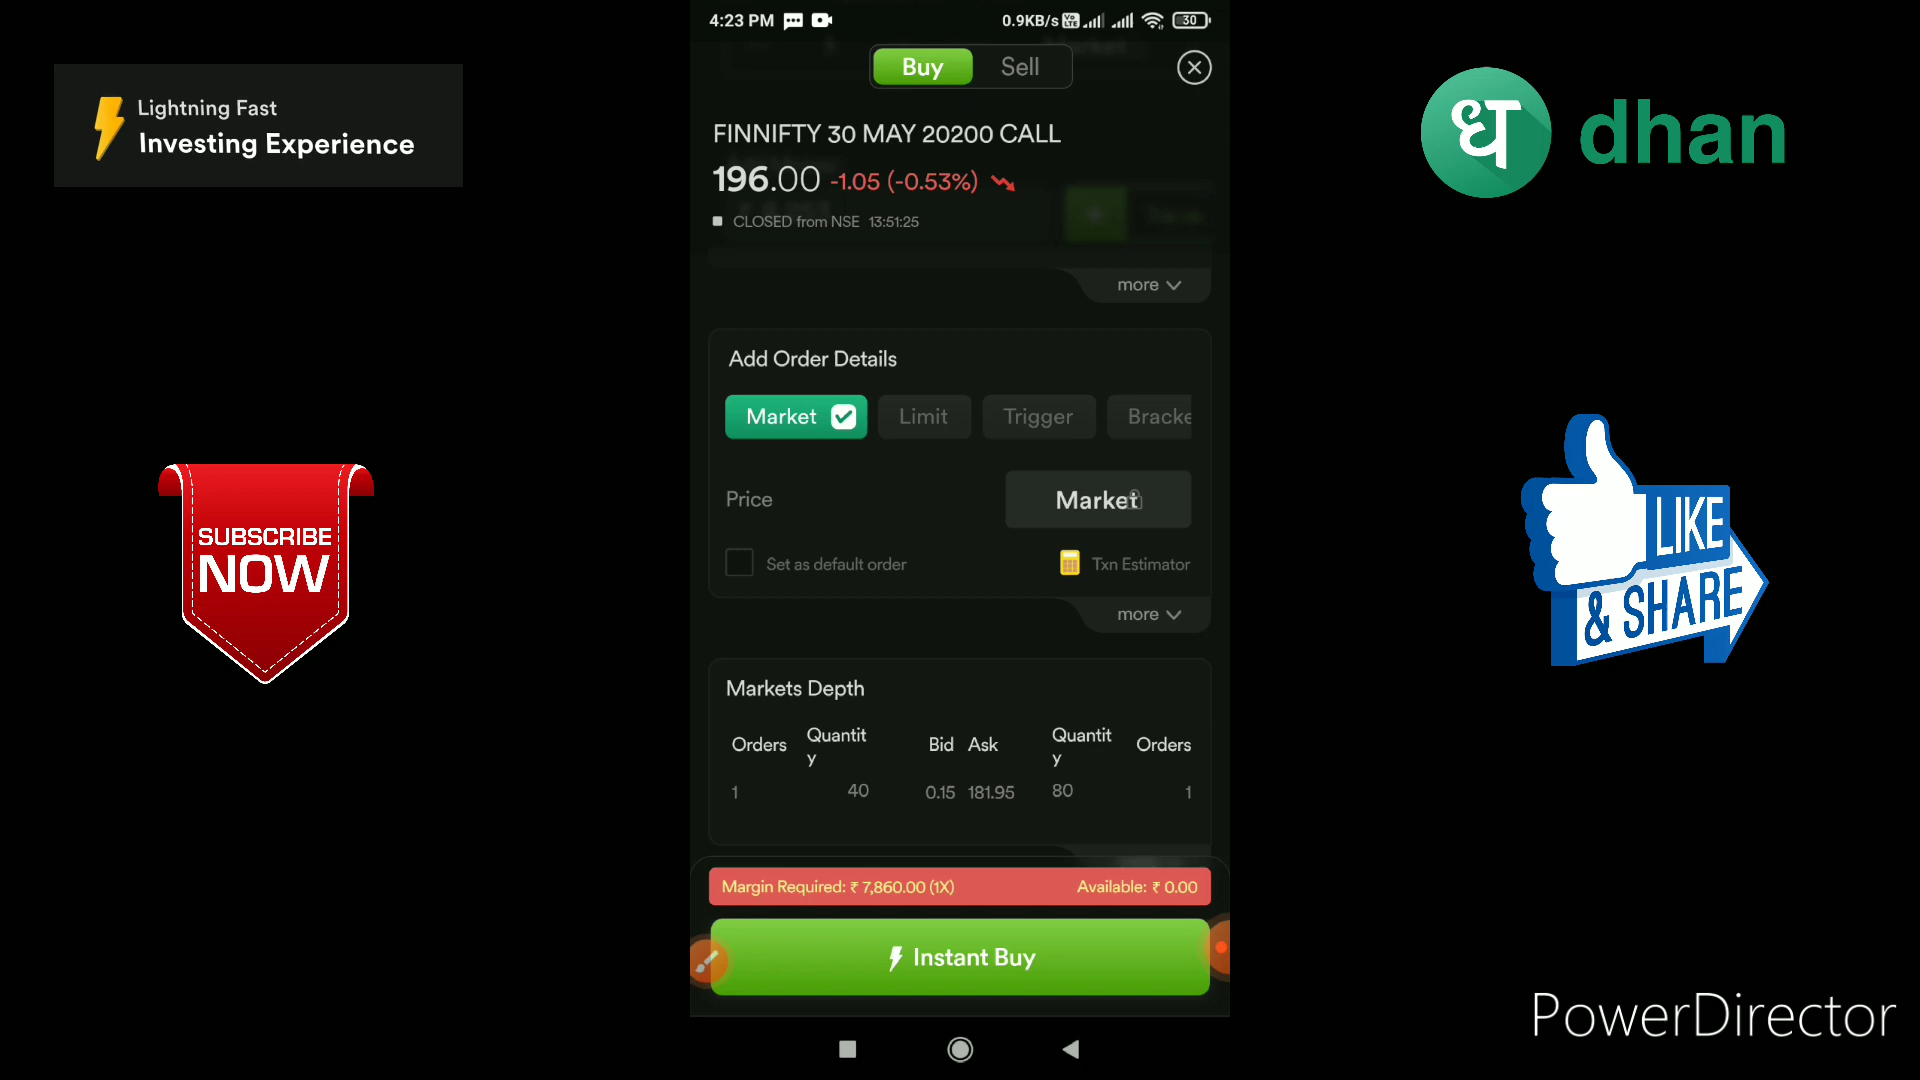 4:23 PM
0.9KB/s
Vo LTE
30
Lightning Fast
Investing Experience
Buy
Sell
ध dhan
FINNIFTY 30 MAY 20200 CALL
196.00 -1.05 (-0.53%)
CLOSED from NSE 13:51:25
more
Add Order Details
Market
Limit
Trigger
Bracke
Price
Market
Set as default order
Txn Estimator
more
SUBSCRIBE
NOW
LIKE
& SHARE
Markets Depth
Orders Quantity Bid Ask Quantity Orders
1 40 0.15 181.95 80 1
Margin Required: ₹ 7,860.00 (1X)
Available: ₹ 0.00
Instant Buy
PowerDirector